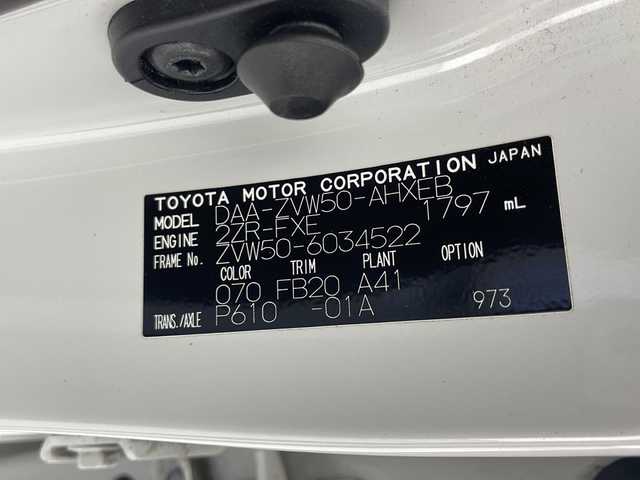 TOYOTA MOTOR CORPORATION JAPAN
MODEL DAA-ZVW50-AHXEB
ENGINE 2ZR-FXE 1797 mL
FRAME No. ZVW50-6034522
COLOR TRIM PLANT OPTION
070 FB20 A41
TRANS./AXLE P610 -01A 973